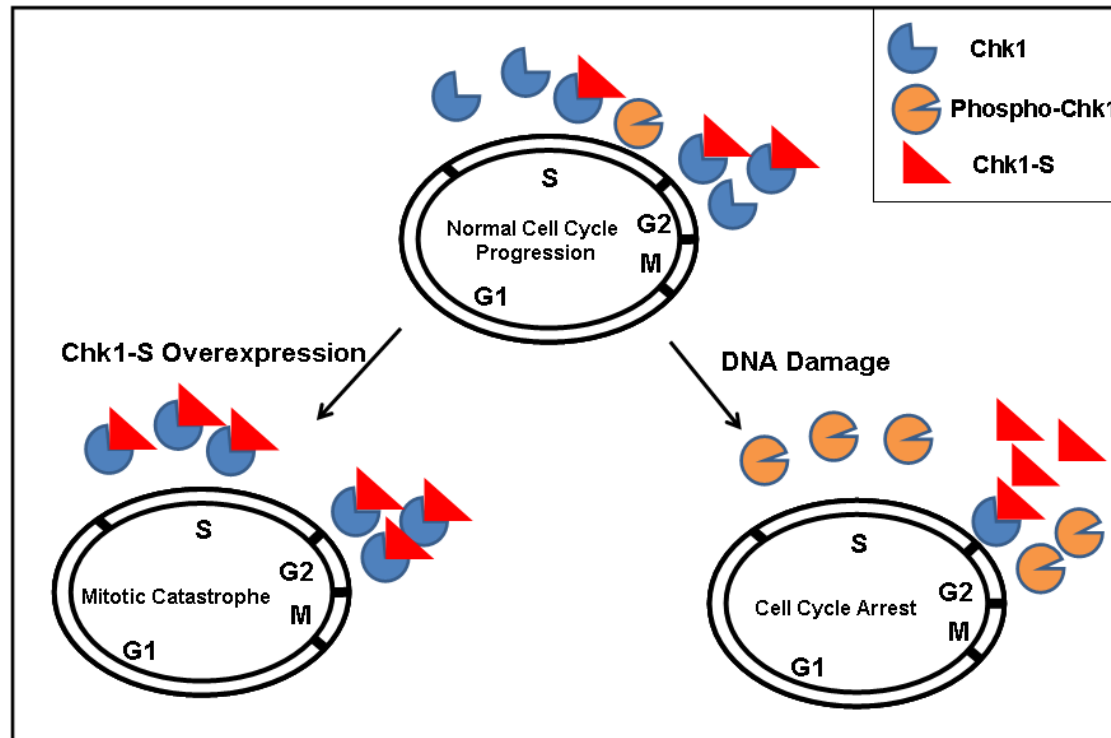 Chk1
Phospho-Chk1
Chk1-S
S
Normal Cell Cycle
Progression
G2
M
G1
Chk1-S Overexpression
DNA Damage
S
G2
Mitotic Catastrophe
M
G1
S
G2
Cell Cycle Arrest
M
G1